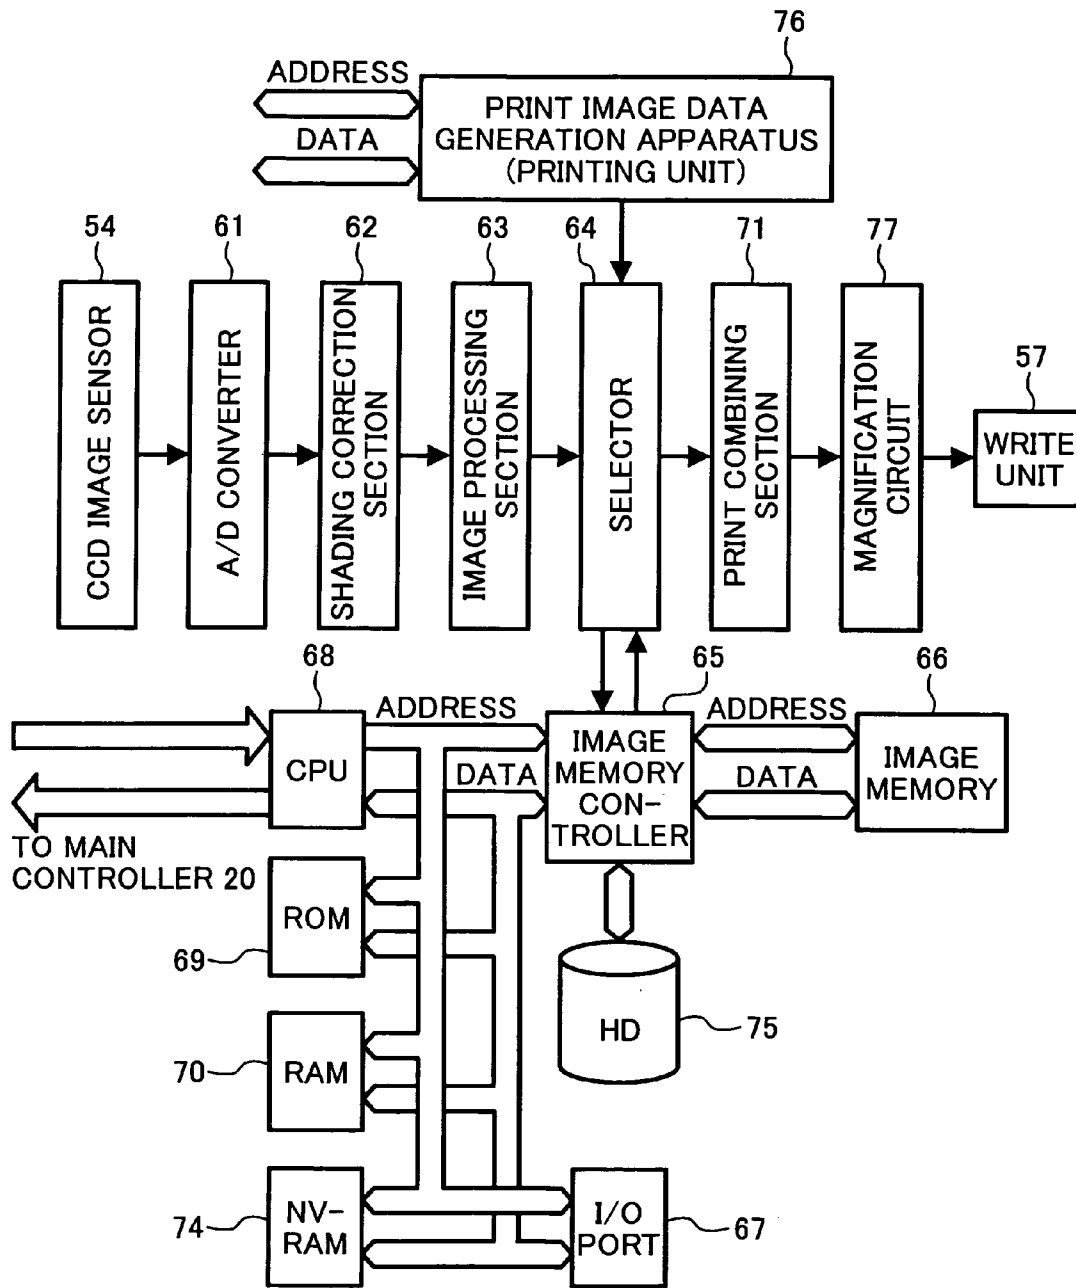 76
ADDRESS
DATA
PRINT IMAGE DATA
GENERATION APPARATUS
(PRINTING UNIT)
54
61
62
63
64
71
77
57
CCD IMAGE SENSOR
A/D CONVERTER
SHADING CORRECTION
SECTION
IMAGE PROCESSING
SECTION
SELECTOR
PRINT COMBINING
SECTION
MAGNIFICATION
CIRCUIT
WRITE
UNIT
68
65
66
CPU
ADDRESS
DATA
IMAGE
MEMORY
CON-
TROLLER
ADDRESS
DATA
IMAGE
MEMORY
TO MAIN
CONTROLLER 20
ROM
69
HD
75
RAM
70
NV-
RAM
74
I/O
PORT
67